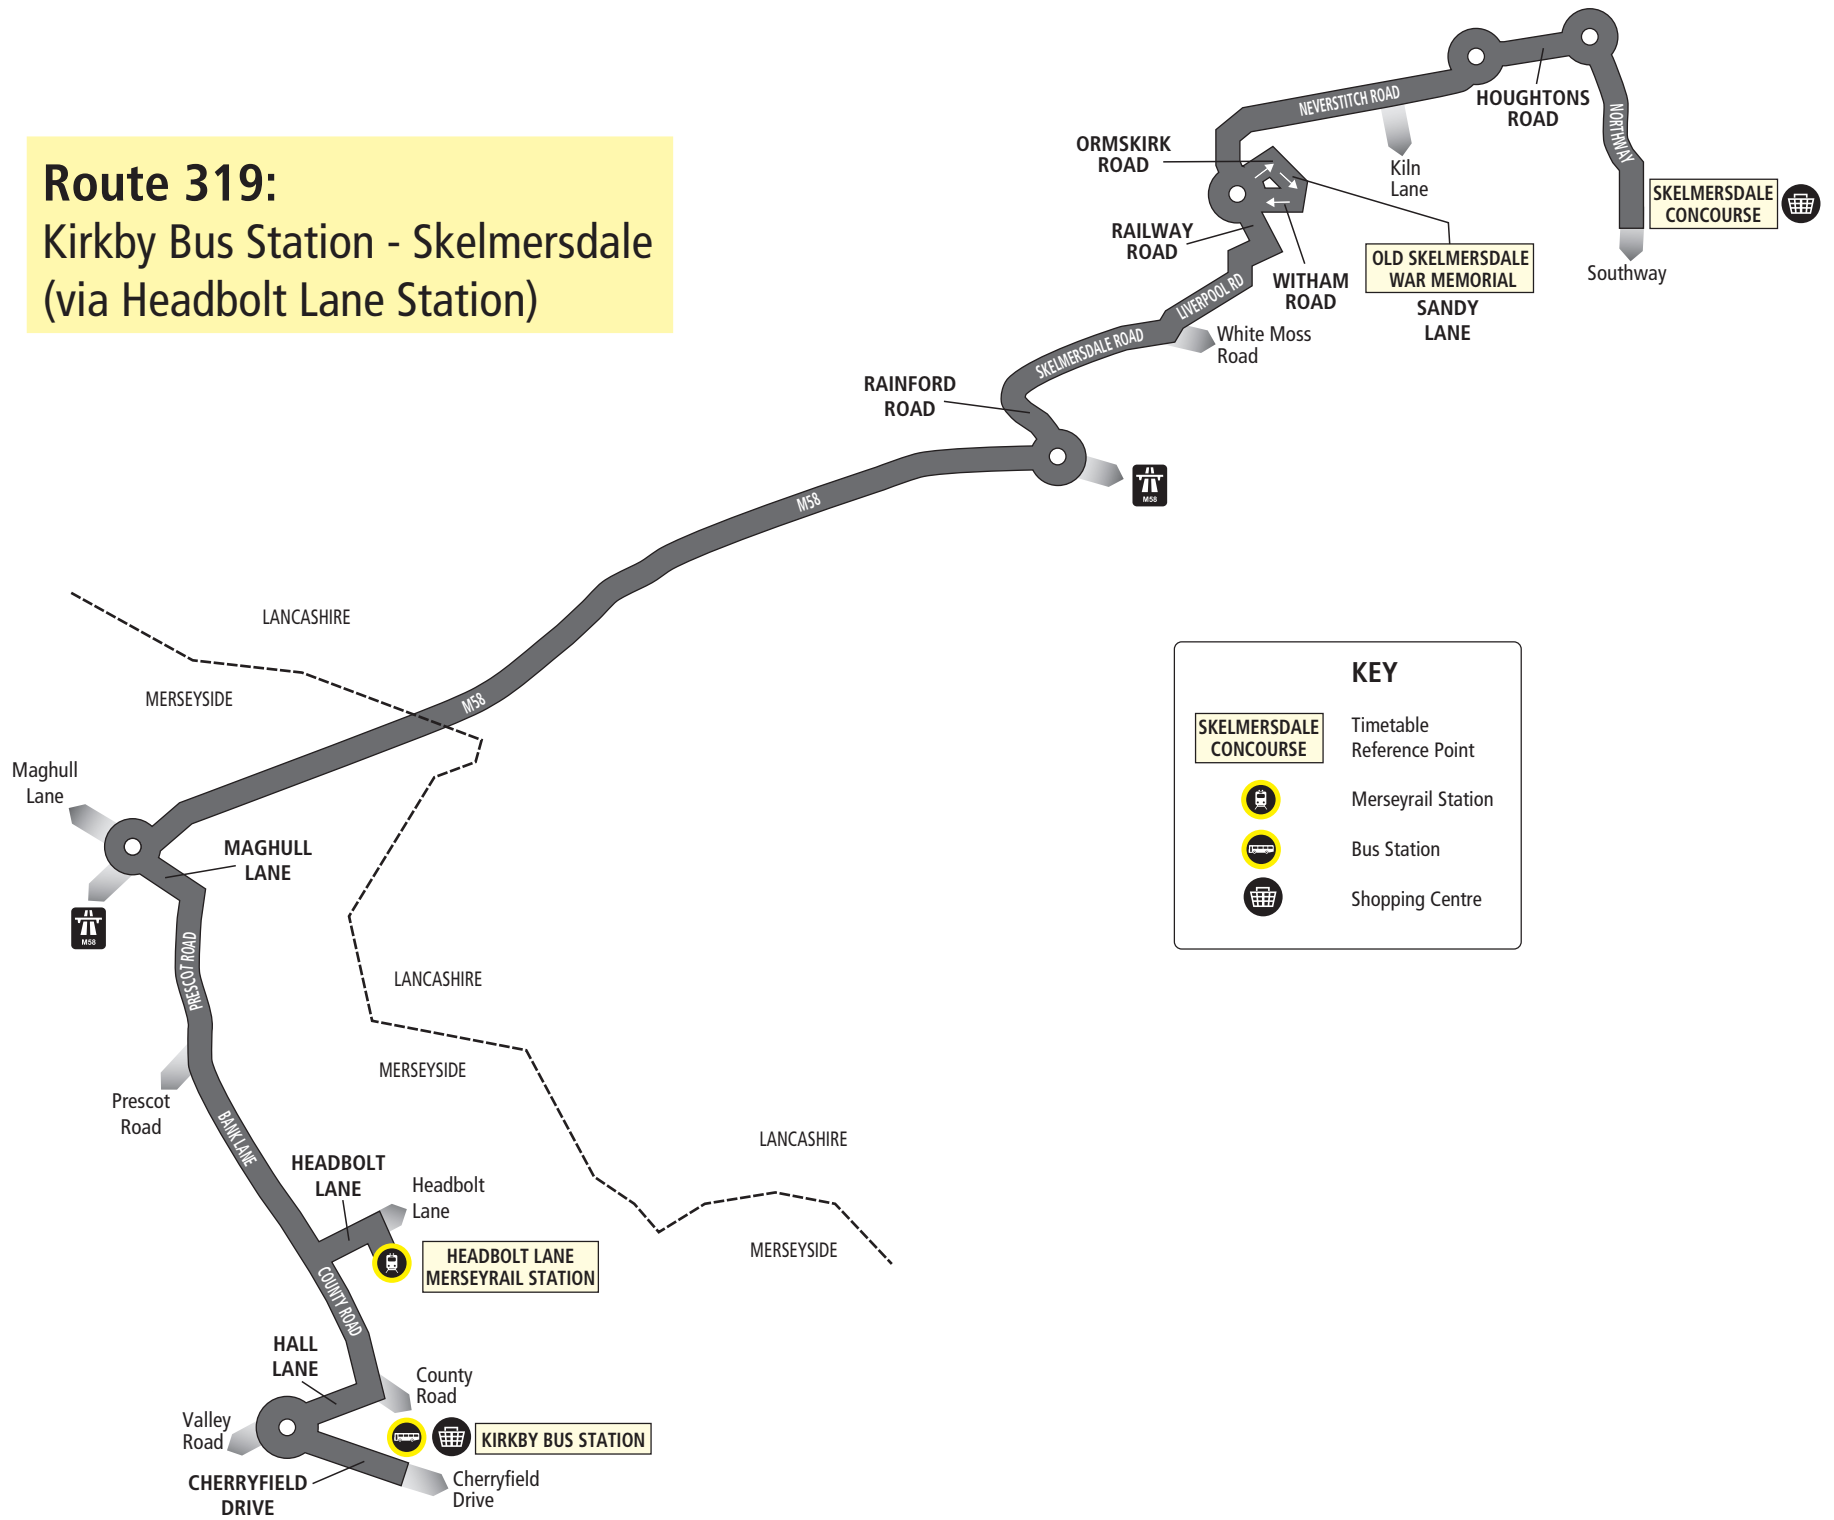 Route 319:
Kirkby Bus Station - Skelmersdale
(via Headbolt Lane Station)
NEVERSTITCH ROAD
HOUGHTONS
ROAD
NORTHWAY
ORMSKIRK
ROAD
Kiln
Lane
SKELMERSDALE
CONCOURSE
Southway
RAILWAY
ROAD
WITHAM
ROAD
OLD SKELMERSDALE
WAR MEMORIAL
SANDY
LANE
LIVERPOOL RD
White Moss
Road
SKELMERSDALE ROAD
RAINFORD
ROAD
M58
M58
LANCASHIRE
MERSEYSIDE
M58
Maghull
Lane
MAGHULL
LANE
M58
PRESCOT ROAD
LANCASHIRE
MERSEYSIDE
Prescot
Road
BANK LANE
LANCASHIRE
MERSEYSIDE
HEADBOLT
LANE
Headbolt
Lane
HEADBOLT LANE
MERSEYRAIL STATION
COUNTY ROAD
HALL
LANE
County
Road
Valley
Road
KIRKBY BUS STATION
CHERRYFIELD
DRIVE
Cherryfield
Drive
KEY
SKELMERSDALE
CONCOURSE
Timetable
Reference Point
Merseyrail Station
Bus Station
Shopping Centre